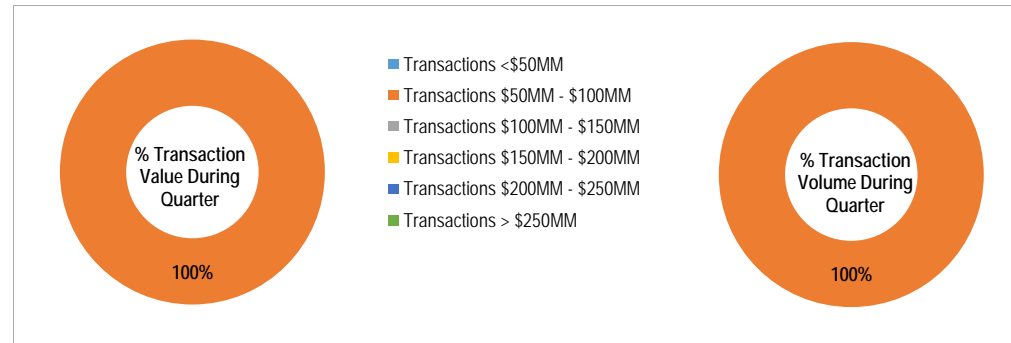 % Transaction
Value During
Quarter
100%
Transactions <$50MM
Transactions $50MM - $100MM
Transactions $100MM - $150MM
Transactions $150MM - $200MM
Transactions $200MM - $250MM
Transactions > $250MM
% Transaction
Volume During
Quarter
100%